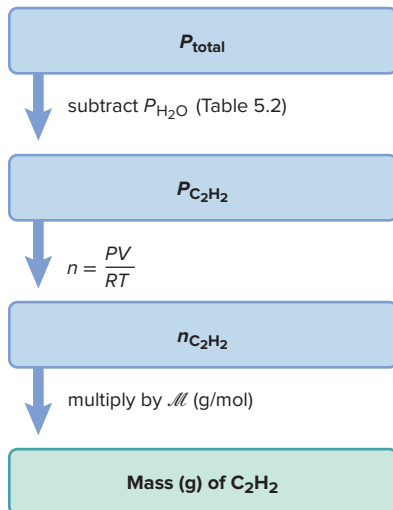 P_total
subtract P_H₂O (Table 5.2)
P_C₂H₂
n = PV/RT
n_C₂H₂
multiply by ℳ (g/mol)
Mass (g) of C₂H₂